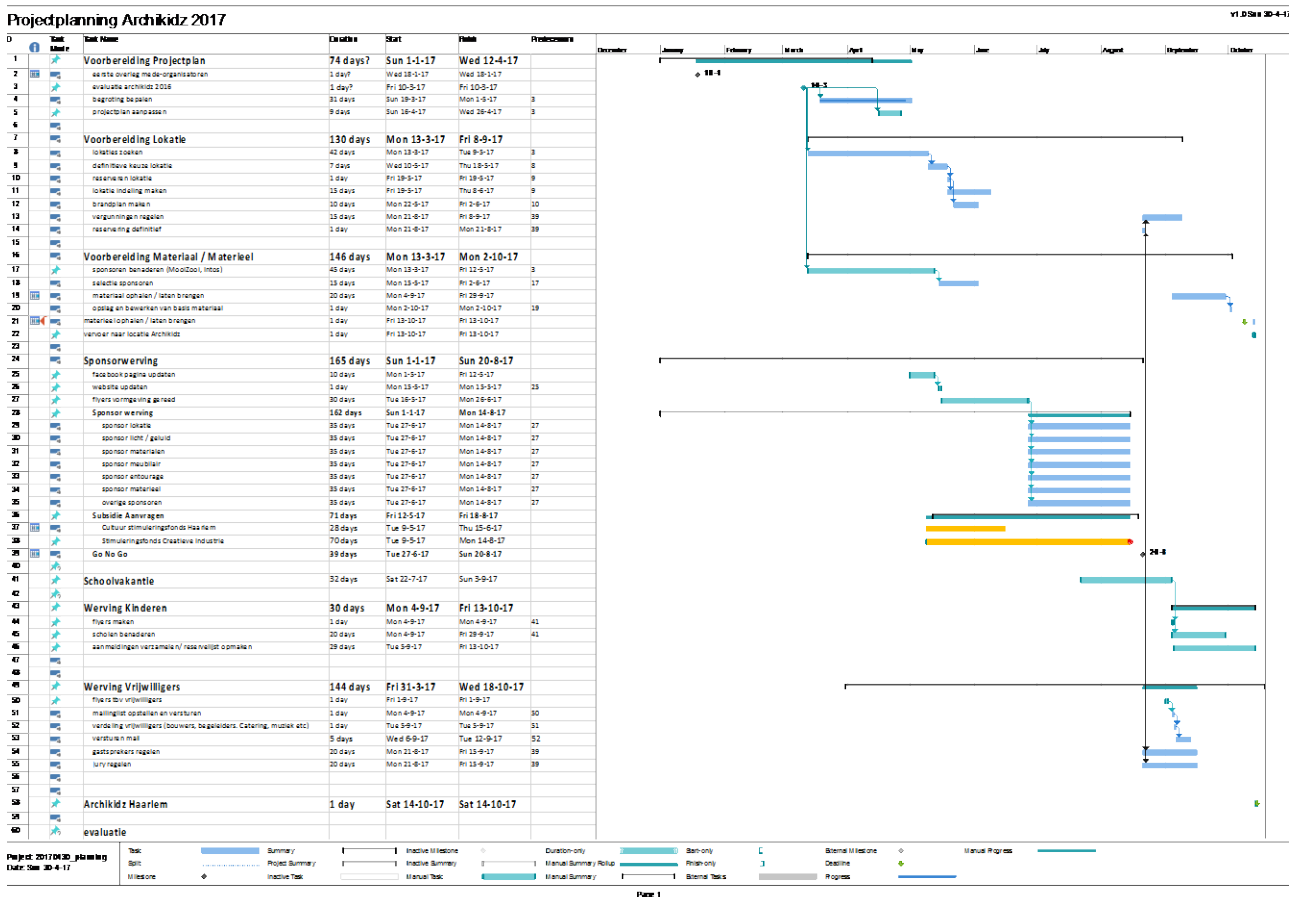 Projectplanning Archikidz 2017
v1.0 Sun 30-4-17
D Task Mode Task Name Duration Start Finish Predecessors
December January February March April May June July August September October
1 Voorbereiding Projectplan 74 days? Sun 1-1-17 Wed 12-4-17
2 eerste overleg mede-organisatoren 1 day? Wed 18-1-17 Wed 18-1-17 18-1
3 evaluatie archikidz 2016 1 day? Fri 10-3-17 Fri 10-3-17 10-3
4 begroting bepalen 31 days Sun 19-3-17 Mon 1-5-17 3
5 projectplan aanpassen 9 days Sun 16-4-17 Wed 26-4-17 3
6
7 Voorbereiding Lokatie 130 days Mon 13-3-17 Fri 8-9-17
8 lokaties zoeken 42 days Mon 13-3-17 Tue 9-5-17 3
9 definitieve keuze lokatie 7 days Wed 10-5-17 Thu 18-5-17 8
10 reserveren lokatie 1 day Fri 19-5-17 Fri 19-5-17 9
11 lokatie indeling maken 15 days Fri 19-5-17 Thu 8-6-17 9
12 brandplan maken 10 days Mon 22-5-17 Fri 2-6-17 10
13 vergunningen regelen 15 days Mon 21-8-17 Fri 8-9-17 39
14 reservering definitief 1 day Mon 21-8-17 Mon 21-8-17 39
15
16 Voorbereiding Materiaal / Materieel 146 days Mon 13-3-17 Mon 2-10-17
17 sponsoren benaderen (MooiZooi, Intos) 45 days Mon 13-3-17 Fri 12-5-17 3
18 selectie sponsoren 15 days Mon 15-5-17 Fri 2-6-17 17
19 materiaal ophalen / laten brengen 20 days Mon 4-9-17 Fri 29-9-17
20 opslag en bewerken van basis materiaal 1 day Mon 2-10-17 Mon 2-10-17 19
21 materieel ophalen / laten brengen 1 day Fri 13-10-17 Fri 13-10-17
22 vervoer naar locatie Archikidz 1 day Fri 13-10-17 Fri 13-10-17
23
24 Sponsorwerving 165 days Sun 1-1-17 Sun 20-8-17
25 facebook pagina updaten 10 days Mon 1-5-17 Fri 12-5-17
26 website updaten 1 day Mon 15-5-17 Mon 15-5-17 25
27 flyers vormgeving gereed 30 days Tue 16-5-17 Mon 26-6-17
28 Sponsor werving 162 days Sun 1-1-17 Mon 14-8-17
29 sponsor lokatie 35 days Tue 27-6-17 Mon 14-8-17 27
30 sponsor licht / geluid 35 days Tue 27-6-17 Mon 14-8-17 27
31 sponsor materialen 35 days Tue 27-6-17 Mon 14-8-17 27
32 sponsor meubilair 35 days Tue 27-6-17 Mon 14-8-17 27
33 sponsor entourage 35 days Tue 27-6-17 Mon 14-8-17 27
34 sponsor materieel 35 days Tue 27-6-17 Mon 14-8-17 27
35 overige sponsoren 35 days Tue 27-6-17 Mon 14-8-17 27
36 Subsidie Aanvragen 71 days Fri 12-5-17 Fri 18-8-17
37 Cultuur stimuleringsfonds Haarlem 28 days Tue 9-5-17 Thu 15-6-17
38 Stimuleringsfonds Creatieve Industrie 70 days Tue 9-5-17 Mon 14-8-17
39 Go No Go 39 days Tue 27-6-17 Sun 20-8-17 20-8
40
41 Schoolvakantie 32 days Sat 22-7-17 Sun 3-9-17
42
43 Werving Kinderen 30 days Mon 4-9-17 Fri 13-10-17
44 flyers maken 1 day Mon 4-9-17 Mon 4-9-17 41
45 scholen benaderen 20 days Mon 4-9-17 Fri 29-9-17 41
46 aanmeldingen verzamelen/ reservelijst opmaken 29 days Tue 5-9-17 Fri 13-10-17
47
48
49 Werving Vrijwilligers 144 days Fri 31-3-17 Wed 18-10-17
50 flyers tbv vrijwilligers 1 day Fri 1-9-17 Fri 1-9-17
51 mailinglist opstellen en versturen 1 day Mon 4-9-17 Mon 4-9-17 50
52 verdeling vrijwilligers (bouwers, begeleiders. Catering, muziek etc) 1 day Tue 5-9-17 Tue 5-9-17 51
53 versturen mail 5 days Wed 6-9-17 Tue 12-9-17 52
54 gastsprekers regelen 20 days Mon 21-8-17 Fri 15-9-17 39
55 jury regelen 20 days Mon 21-8-17 Fri 15-9-17 39
56
57
58 Archikidz Haarlem 1 day Sat 14-10-17 Sat 14-10-17
59
60 evaluatie
Project: 20170430_planning
Date: Sun 30-4-17
Task Summary Inactive Milestone Duration-only Start-only External Milestone Manual Progress
Split Project Summary Inactive Summary Manual Summary Rollup Finish-only Deadline
Milestone Inactive Task Manual Task Manual Summary External Tasks Progress
Page 1